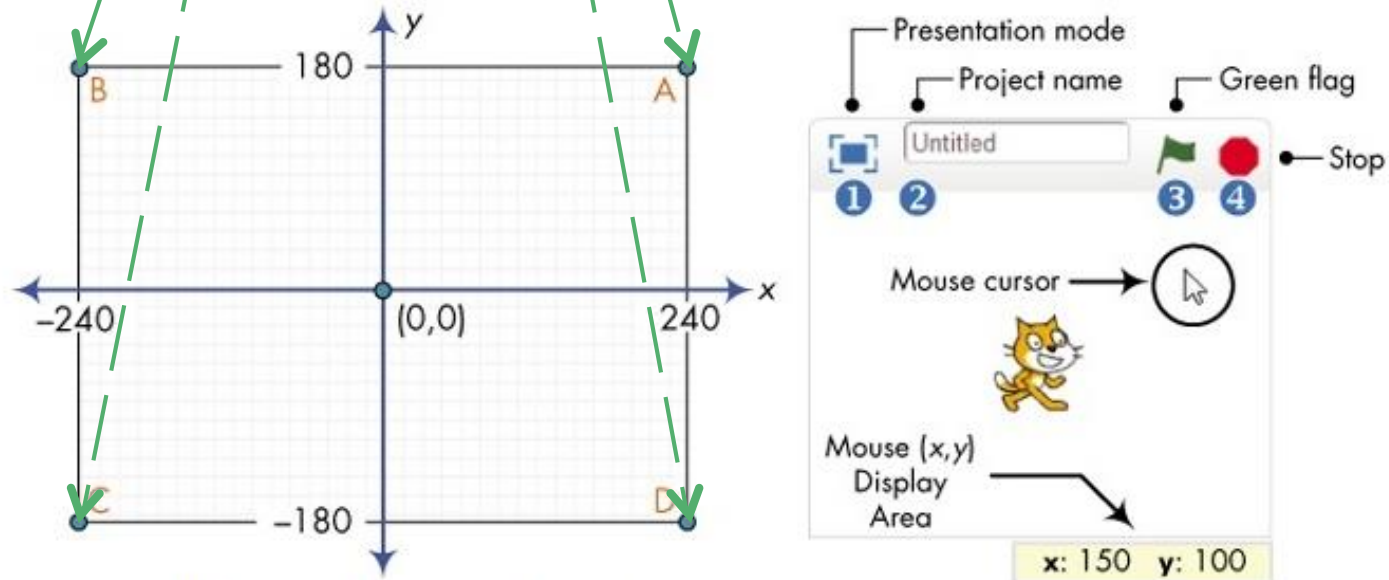 y
180
B
A
x
–240
(0,0)
240
C
D
–180
Presentation mode
Project name
Green flag
Untitled
Stop
1 2 3 4
Mouse cursor
Mouse (x,y)
Display
Area
x: 150 y: 100